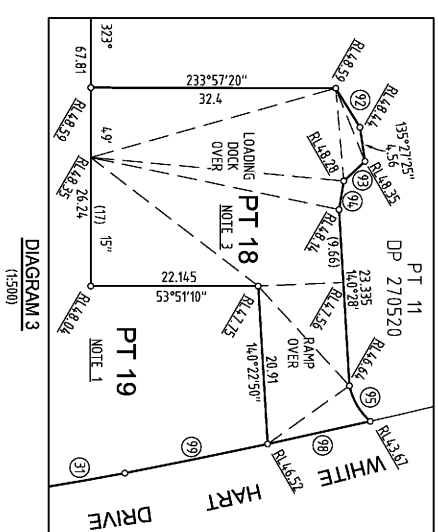 323°
67.81
RL48.59
49'
RL48.35
26.24
(17)
15"
RL48.04
233°57'20"
32.4
RL48.59
92
RL48.44
135°27'25"
4.56
RL48.35
93
RL48.28
94
RL48.14
(9.66)
23.335
140°28'
RL47.56
RL46.64
95
RL43.67
PT 11
DP 270520
LOADING
DOCK
OVER
PT 18
NOTE 3
22.145
53°51'10"
RL47.75
RAMP
OVER
20.91
140°22'50"
RL46.52
PT 19
NOTE 1
98
99
31
WHITE
HART
DRIVE
DIAGRAM 3
(1:500)